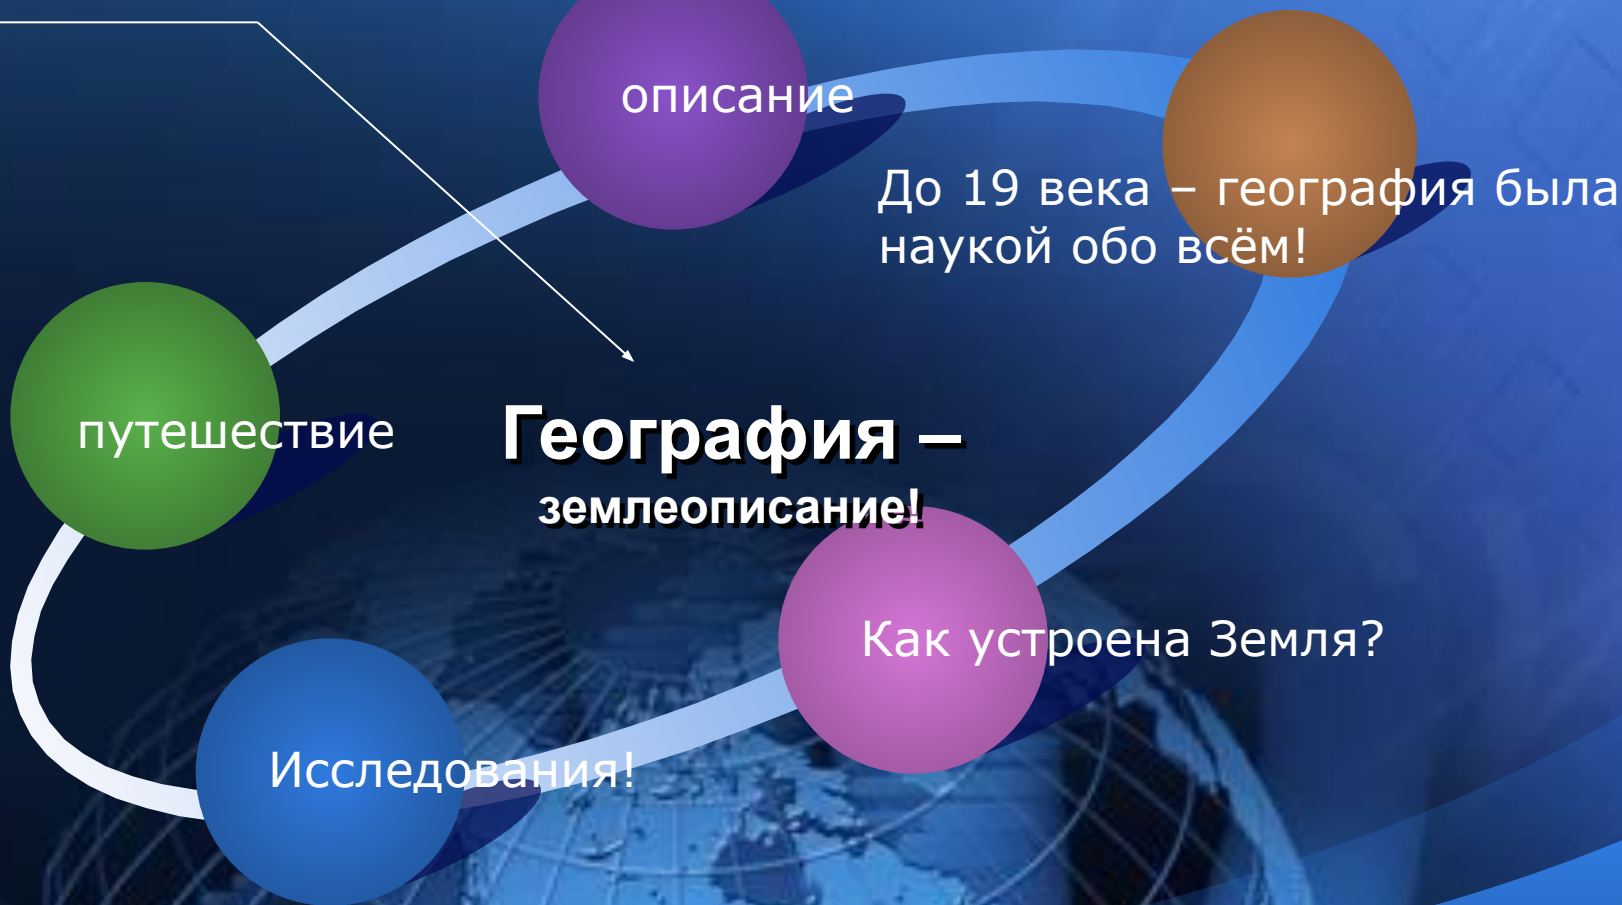 описание
До 19 века – география была
наукой обо всём!
путешествие
География –
землеописание!
Как устроена Земля?
Исследования!